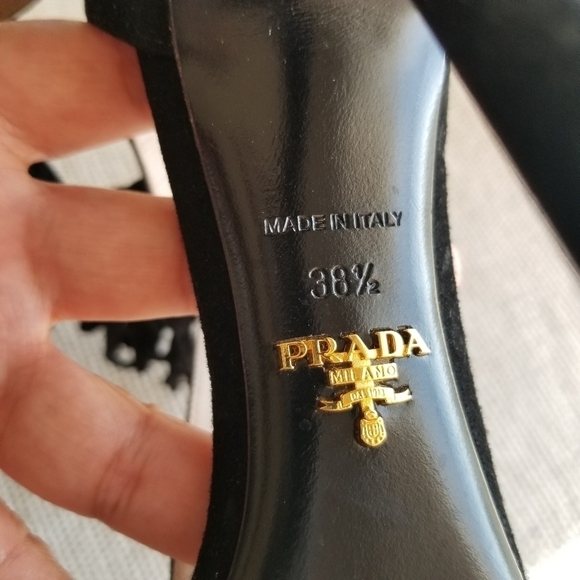 MADE IN ITALY
38½
PRADA
MILANO
DAL 1913